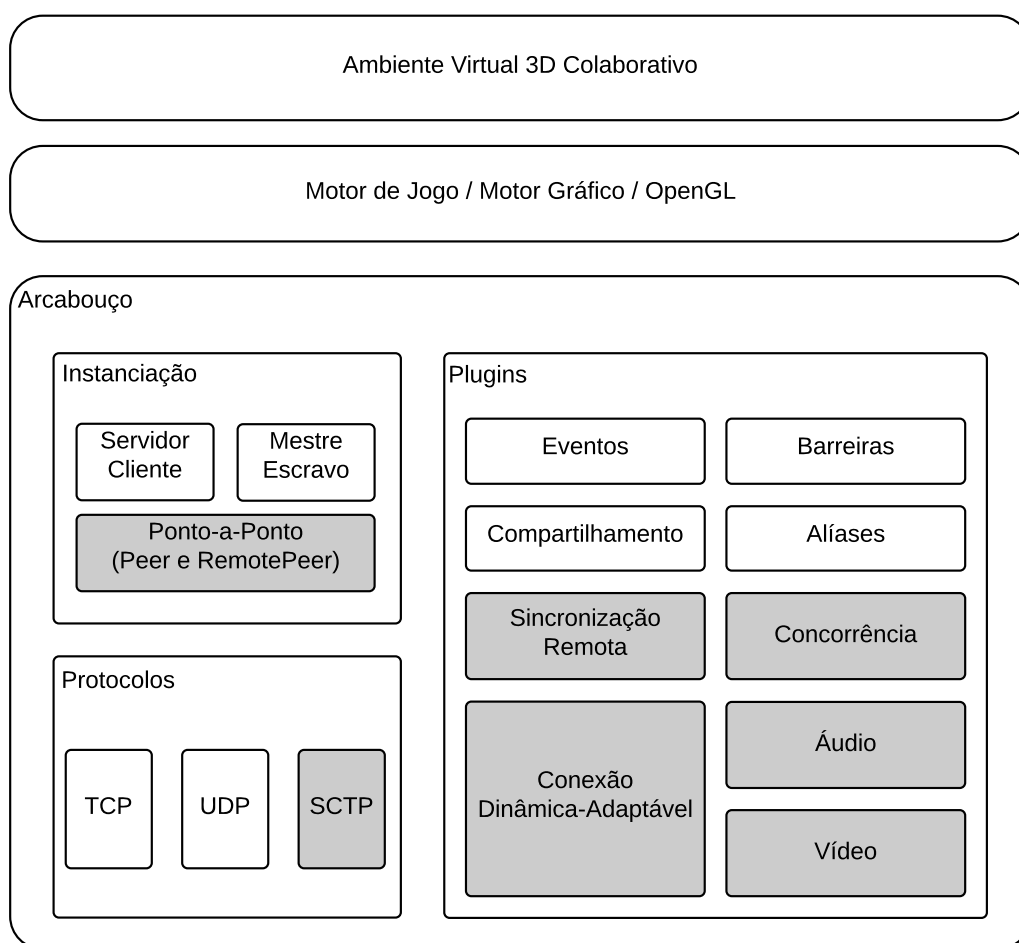 Ambiente Virtual 3D Colaborativo
Motor de Jogo / Motor Gráfico / OpenGL
Arcabouço
Instanciação
Servidor
Cliente
Mestre
Escravo
Ponto-a-Ponto
(Peer e RemotePeer)
Protocolos
TCP
UDP
SCTP
Plugins
Eventos
Barreiras
Compartilhamento
Alíases
Sincronização
Remota
Concorrência
Conexão
Dinâmica-Adaptável
Áudio
Vídeo